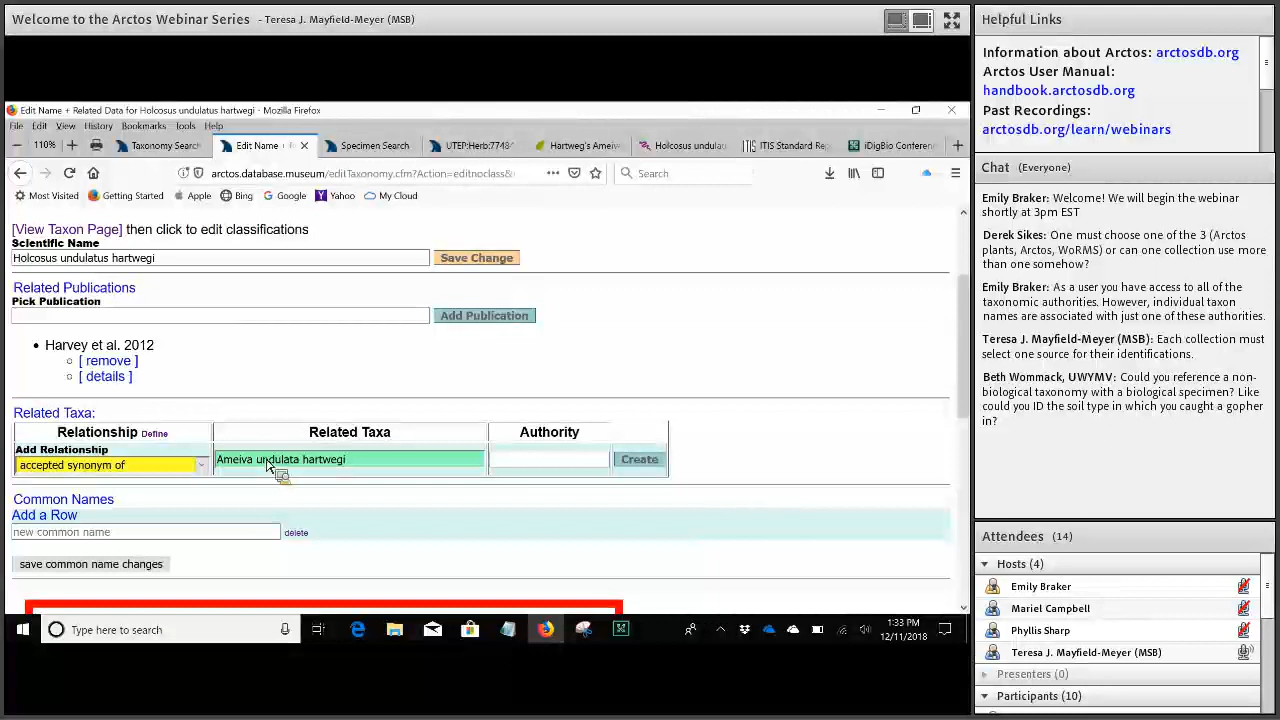 Welcome to the Arctos Webinar Series - Teresa J. Mayfield-Meyer (MSB)
Edit Name + Related Data for Holcosus undulatus hartwegi - Mozilla Firefox
File Edit View History Bookmarks Tools Help
110% Taxonomy Search Edit Name + Specimen Search UTEP:Herb:7748 Hartweg's Ameiv Holcosus undulat ITIS Standard Rep iDigBio Conferenc
arctos.database.museum/editTaxonomy.cfm?Action=editnoclass& Search
Most Visited Getting Started Apple Bing Google Yahoo My Cloud
[View Taxon Page] then click to edit classifications
Scientific Name
Holcosus undulatus hartwegi Save Change
Related Publications
Pick Publication
Add Publication
Harvey et al. 2012
[ remove ]
[ details ]
Related Taxa:
Relationship Define Related Taxa Authority
Add Relationship
accepted synonym of Ameiva undulata hartwegi Create
Common Names
Add a Row
new common name delete
save common name changes
Type here to search
1:33 PM
12/11/2018
Helpful Links
Information about Arctos: arctosdb.org
Arctos User Manual:
handbook.arctosdb.org
Past Recordings:
arctosdb.org/learn/webinars
Chat (Everyone)
Emily Braker: Welcome! We will begin the webinar
shortly at 3pm EST
Derek Sikes: One must choose one of the 3 (Arctos
plants, Arctos, WoRMS) or can one collection use more
than one somehow?
Emily Braker: As a user you have access to all of the
taxonomic authorities. However, individual taxon
names are associated with just one of these authorities.
Teresa J. Mayfield-Meyer (MSB): Each collection must
select one source for their identifications.
Beth Wommack, UWYMV: Could you reference a non-
biological taxonomy with a biological specimen? Like
could you ID the soil type in which you caught a gopher
in?
Attendees (14)
Hosts (4)
Emily Braker
Mariel Campbell
Phyllis Sharp
Teresa J. Mayfield-Meyer (MSB)
Presenters (0)
Participants (10)